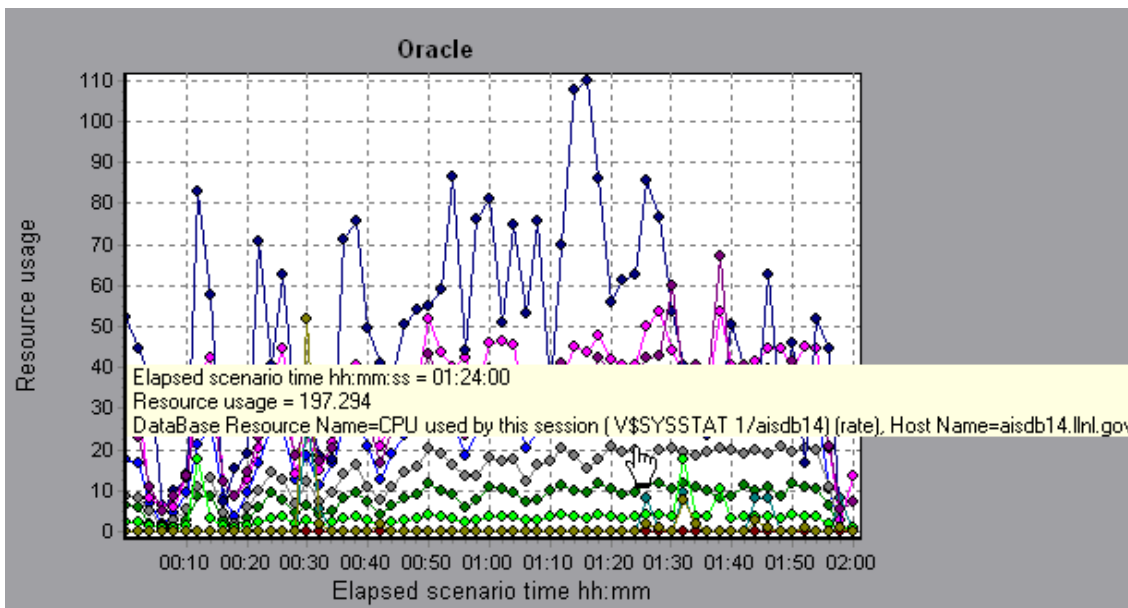 Oracle
110
100
90
80
70
60
50
40
30
20
10
0
Resource usage
Elapsed scenario time hh:mm:ss = 01:24:00
Resource usage = 197.294
DataBase Resource Name=CPU used by this session ( V$SYSSTAT 1/aisdb14) (rate), Host Name=aisdb14.llnl.gov
00:10 00:20 00:30 00:40 00:50 01:00 01:10 01:20 01:30 01:40 01:50 02:00
Elapsed scenario time hh:mm